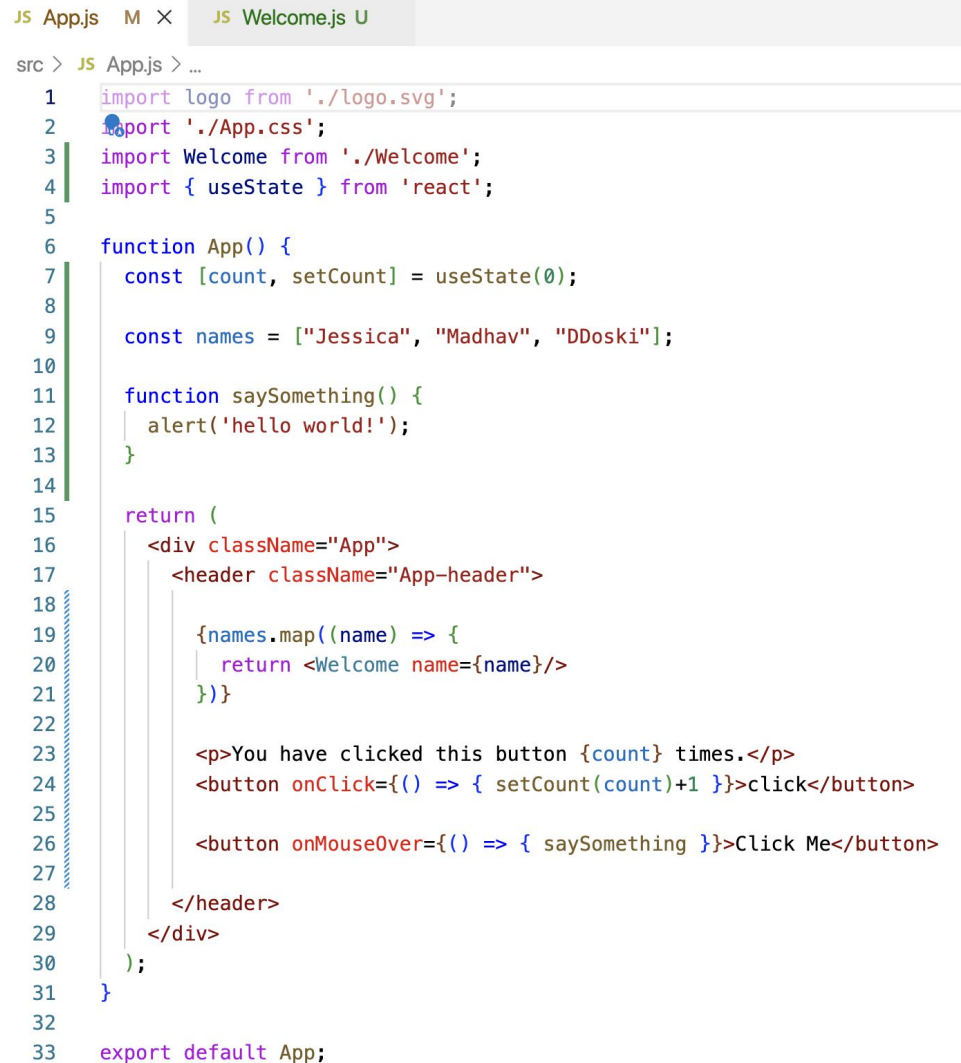 JS App.js M × JS Welcome.js U
src > JS App.js > ...
1 import logo from './logo.svg';
2 import './App.css';
3 import Welcome from './Welcome';
4 import { useState } from 'react';
5
6 function App() {
7 const [count, setCount] = useState(0);
8
9 const names = ["Jessica", "Madhav", "DDoski"];
10
11 function saySomething() {
12 alert('hello world!');
13 }
14
15 return (
16 <div className="App">
17 <header className="App-header">
18
19 {names.map((name) => {
20 return <Welcome name={name}/>
21 })}
22
23 <p>You have clicked this button {count} times.</p>
24 <button onClick={() => { setCount(count)+1 }}>click</button>
25
26 <button onMouseOver={() => { saySomething }}>Click Me</button>
27
28 </header>
29 </div>
30 );
31 }
32
33 export default App;